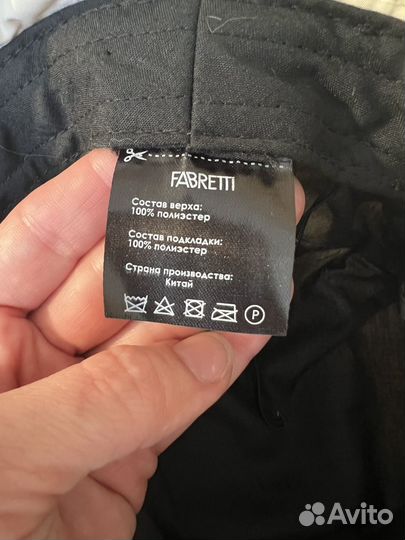 FABRETTI
Состав верха:
100% полиэстер
Состав подкладки:
100% полиэстер
Страна производства:
Китай
P
Avito